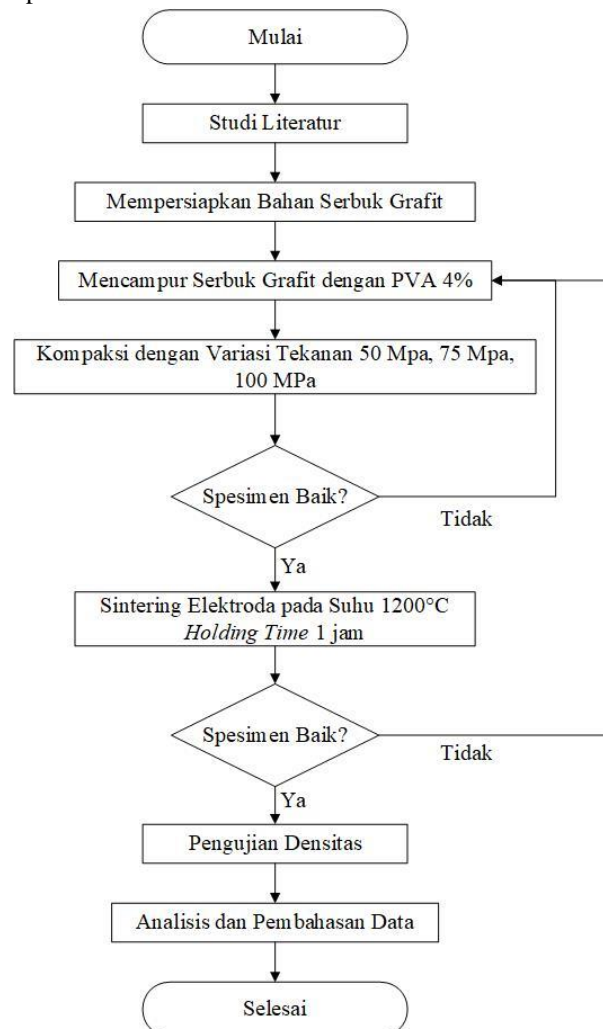 Mulai
Studi Literatur
Mempersiapkan Bahan Serbuk Grafit
Mencampur Serbuk Grafit dengan PVA 4%
Kompaksi dengan Variasi Tekanan 50 Mpa, 75 Mpa,
100 MPa
Spesimen Baik?
Tidak
Ya
Sintering Elektroda pada Suhu 1200°C
Holding Time 1 jam
Spesimen Baik?
Tidak
Ya
Pengujian Densitas
Analisis dan Pembahasan Data
Selesai